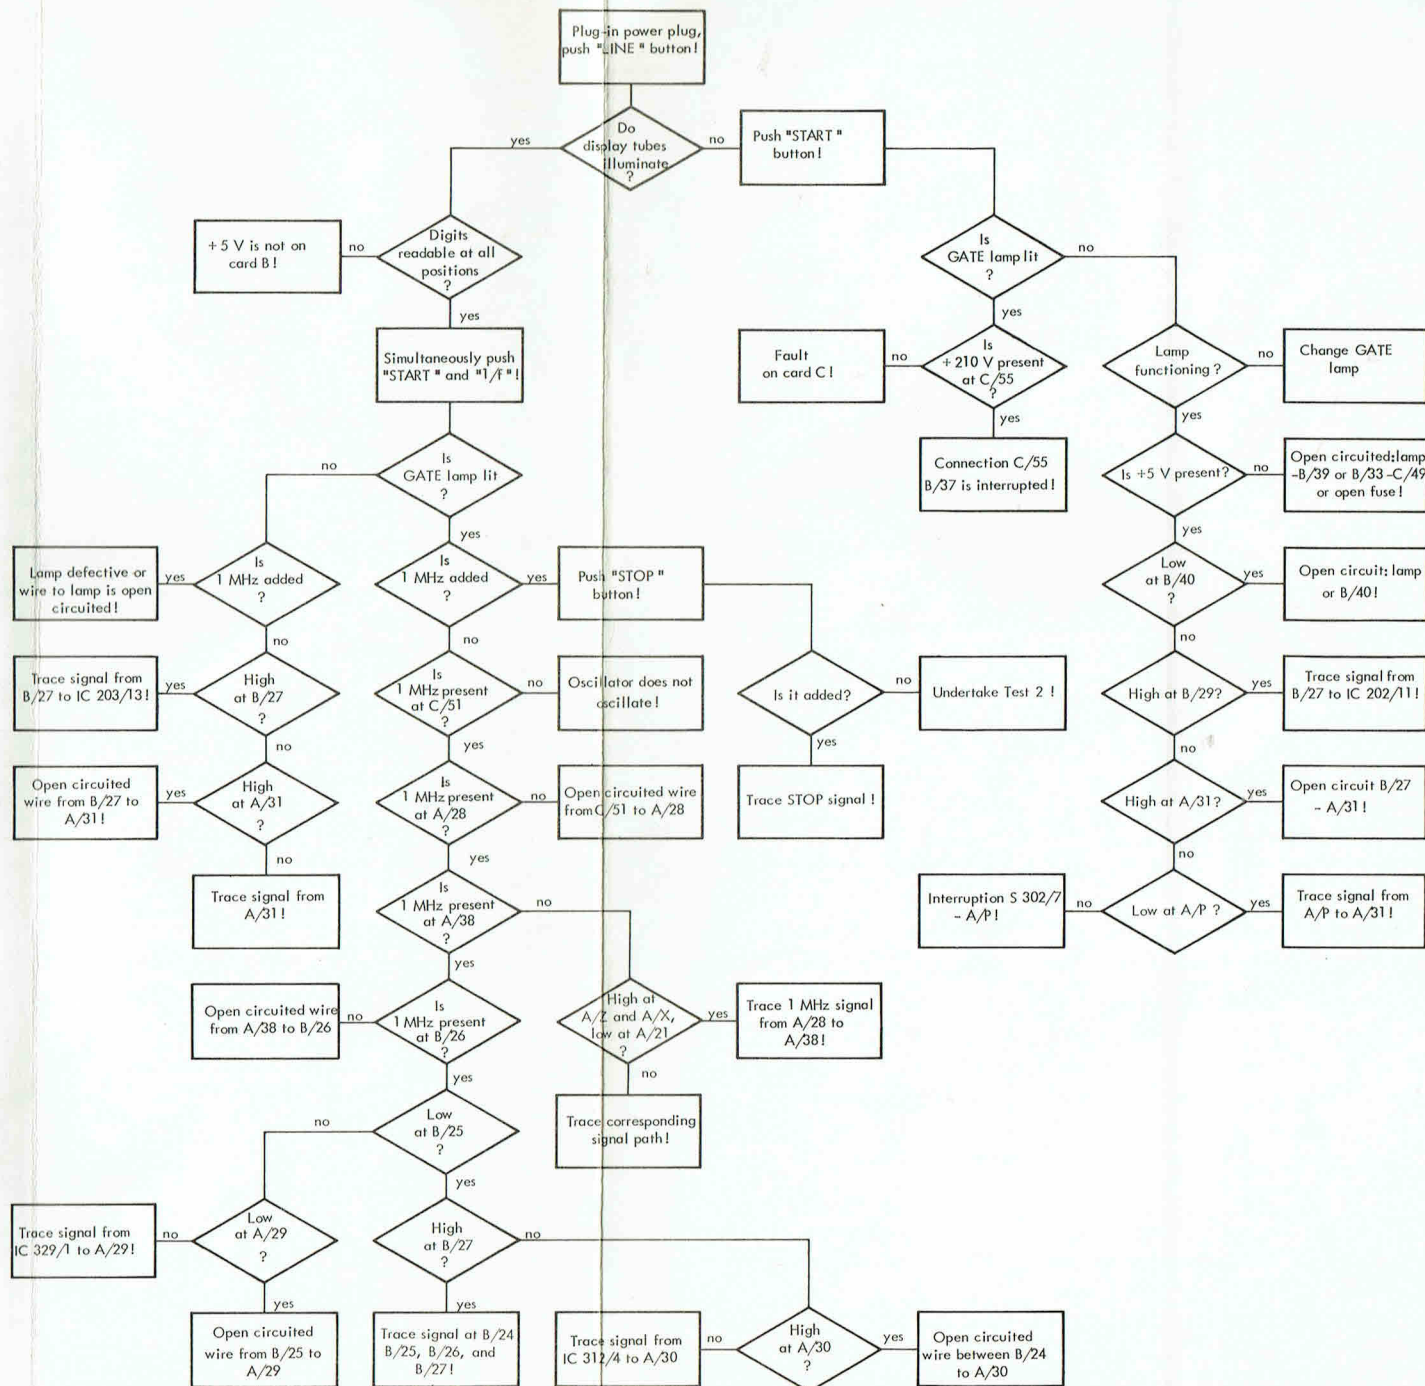 Plug-in power plug,
push "LINE" button!
Do
display tubes
illuminate
?
yes
no
Push "START"
button!
+5 V is not on
card B!
no
Digits
readable at all
positions
?
yes
Is
GATE lamp lit
?
no
yes
Simultaneously push
"START" and "1/F"!
Fault
on card C!
no
Is
+210 V present
at C/55
?
yes
Lamp
functioning?
no
Change GATE
lamp
yes
Connection C/55
B/37 is interrupted!
no
Is
GATE lamp lit
?
yes
Is +5 V present?
no
Open circuited:lamp
-B/39 or B/33-C/49
or open fuse!
yes
Lamp defective or
wire to lamp is open
circuited!
yes
Is
1 MHz added
?
no
Is
1 MHz added
?
yes
Push "STOP"
button!
no
Low
at B/40
?
yes
Open circuit: lamp
or B/40!
no
Trace signal from
B/27 to IC 203/13!
yes
High
at B/27
?
no
Is
1 MHz present
at C/51
?
no
Oscillator does not
oscillate!
yes
Is it added?
no
Undertake Test 2 !
yes
High at B/29?
yes
Trace signal from
B/27 to IC 202/11!
no
Open circuited
wire from B/27 to
A/31!
yes
High
at A/31
?
no
Is
1 MHz present
at A/28
?
no
Open circuited wire
from C/51 to A/28
yes
Trace STOP signal !
High at A/31?
yes
Open circuit B/27
- A/31!
no
Trace signal from
A/31!
Is
1 MHz present
at A/38
?
no
yes
Interruption S 302/7
- A/P!
no
Low at A/P ?
yes
Trace signal from
A/P to A/31!
Open circuited wire
from A/38 to B/26
no
Is
1 MHz present
at B/26
?
yes
High at
A/Z and A/X,
low at A/21
?
yes
Trace 1 MHz signal
from A/28 to
A/38!
no
Trace corresponding
signal path!
no
Low
at B/25
?
yes
Trace signal from
IC 329/1 to A/29!
no
Low
at A/29
?
yes
High
at B/27
?
no
yes
Open circuited
wire from B/25 to
A/29
Trace signal at B/24
B/25, B/26, and
B/27!
Trace signal from
IC 312/4 to A/30
no
High
at A/30
?
yes
Open circuited
wire between B/24
to A/30